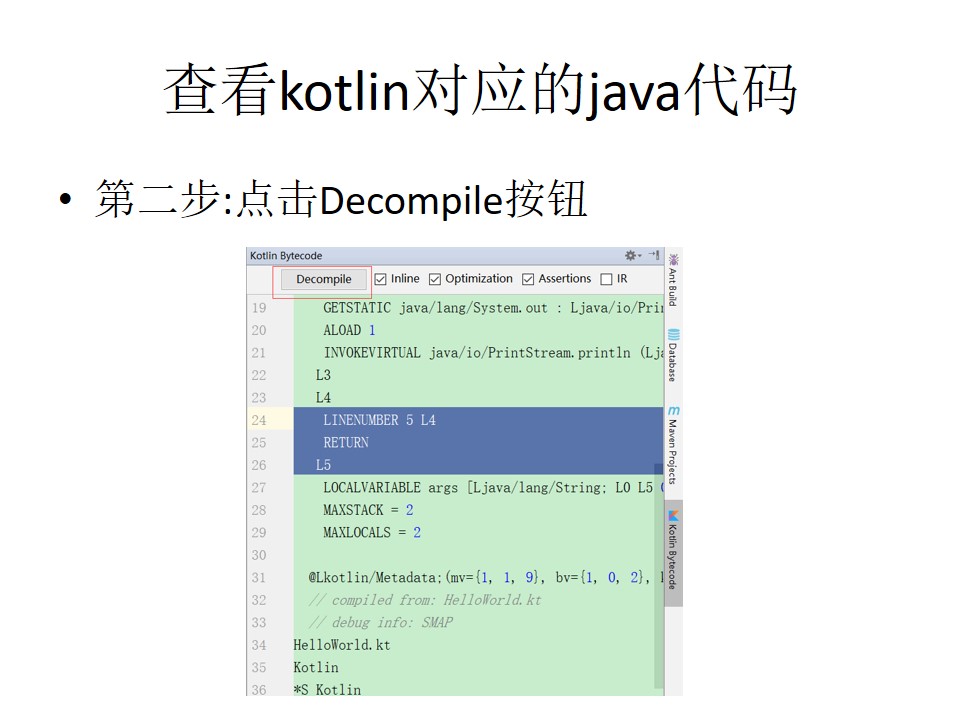 查看kotlin对应的java代码
• 第二步:点击Decompile按钮
Kotlin Bytecode
Decompile Inline Optimization Assertions IR
19 GETSTATIC java/lang/System.out : Ljava/io/Pri
20 ALOAD 1
21 INVOKEVIRTUAL java/io/PrintStream.println (Lja
22 L3
23 L4
24 LINENUMBER 5 L4
25 RETURN
26 L5
27 LOCALVARIABLE args [Ljava/lang/String; L0 L5 0
28 MAXSTACK = 2
29 MAXLOCALS = 2
30
31 @Lkotlin/Metadata;(mv={1, 1, 9}, bv={1, 0, 2},
32 // compiled from: HelloWorld.kt
33 // debug info: SMAP
34 HelloWorld.kt
35 Kotlin
36 *S Kotlin
Ant Build
Database
Maven Projects
Kotlin Bytecode